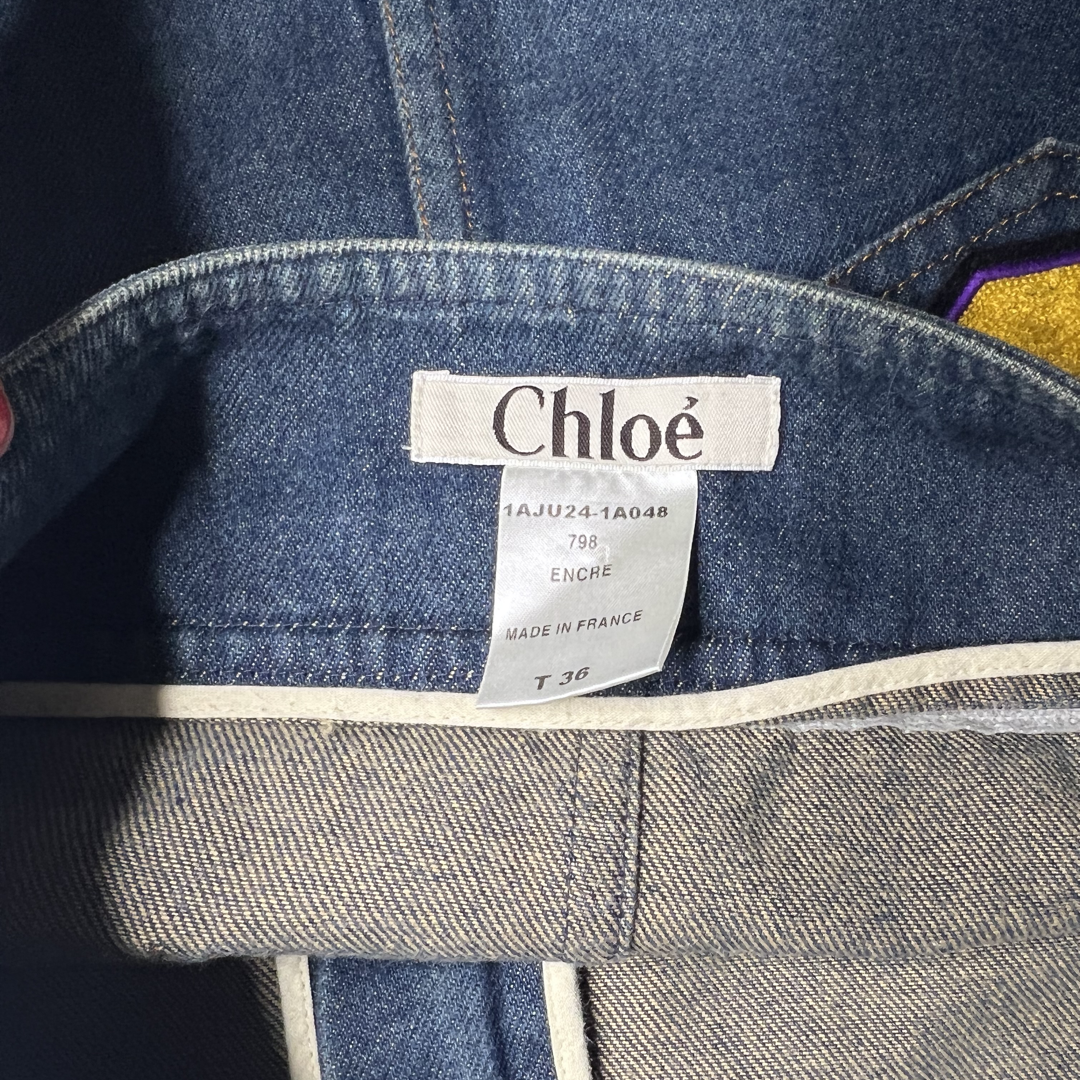 Chloé
1AJU24-1A048
798
ENCRE
MADE IN FRANCE
T 36